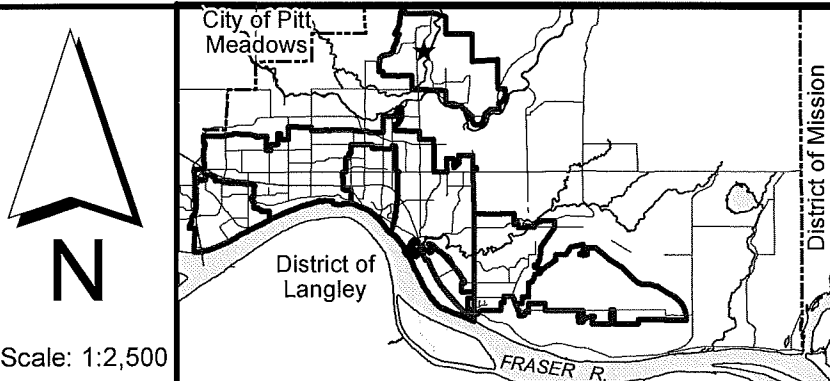 City of Pitt
Meadows
District of Mission
N
District of
Langley
Scale: 1:2,500
FRASER R.